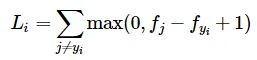 $L_i = \sum_{j \neq y_i} \max(0, f_j - f_{y_i} + 1)$